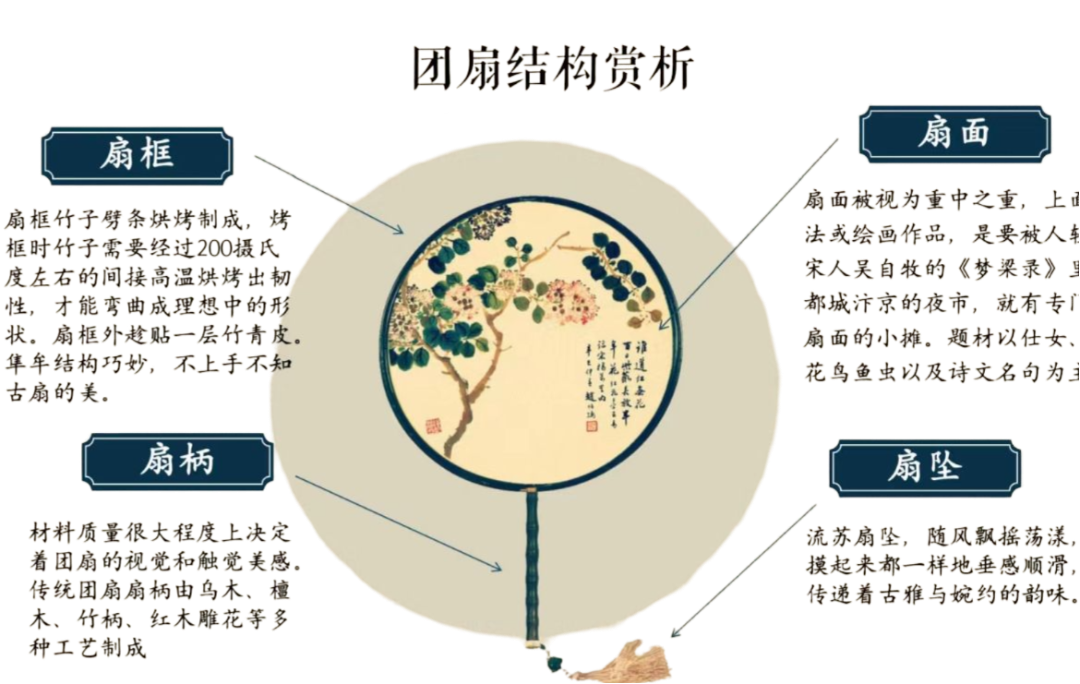 团扇结构赏析
扇框
扇框竹子劈条烘烤制成，烤
框时竹子需要经过200摄氏
度左右的间接高温烘烤出韧
性，才能弯曲成理想中的形
状。扇框外趁贴一层竹青皮。
隼牟结构巧妙，不上手不知
古扇的美。
扇面
扇面被视为重中之重，上面
法或绘画作品，是要被人
宋人吴自牧的《梦梁录》里
都城汴京的夜市，就有专门
扇面的小摊。题材以仕女、
花鸟鱼虫以及诗文名句为主
扇柄
材料质量很大程度上决定
着团扇的视觉和触觉美感。
传统团扇扇柄由乌木、檀
木、竹柄、红木雕花等多
种工艺制成
扇坠
流苏扇坠，随风飘摇荡漾，
摸起来都一样地垂感顺滑，
传递着古雅与婉约的韵味。